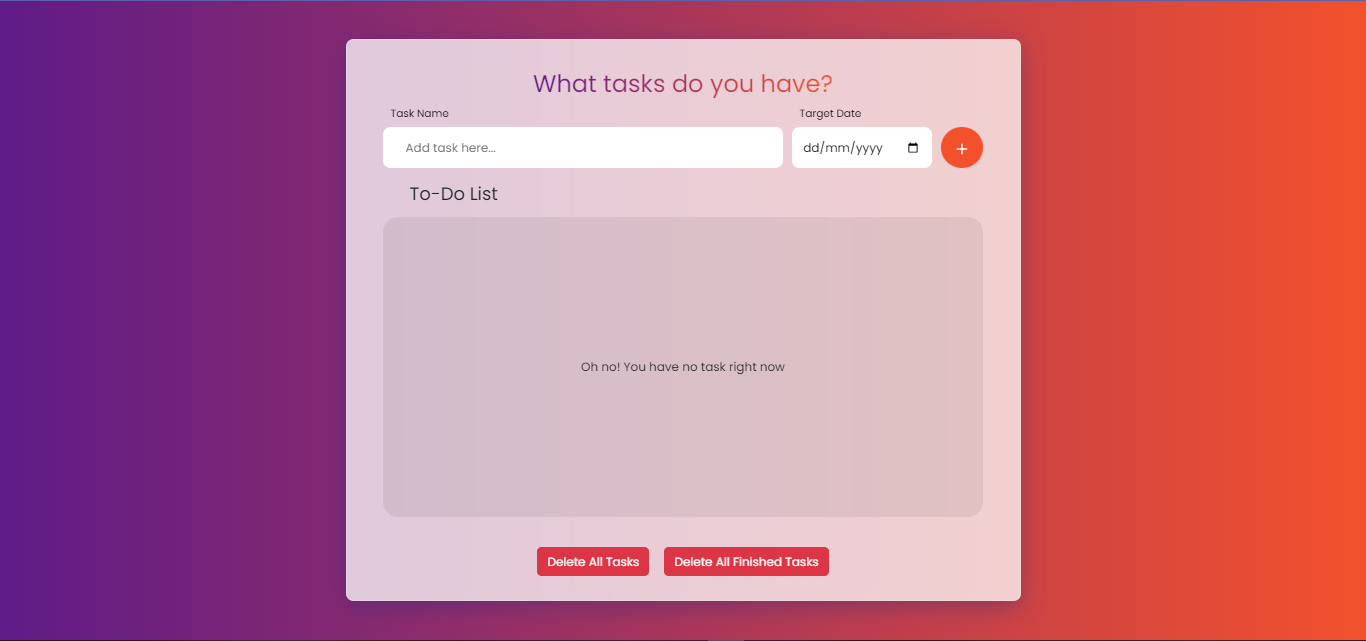 What tasks do you have?
Task Name
Target Date
Add task here...
dd/mm/yyyy
+
To-Do List
Oh no! You have no task right now
Delete All Tasks
Delete All Finished Tasks